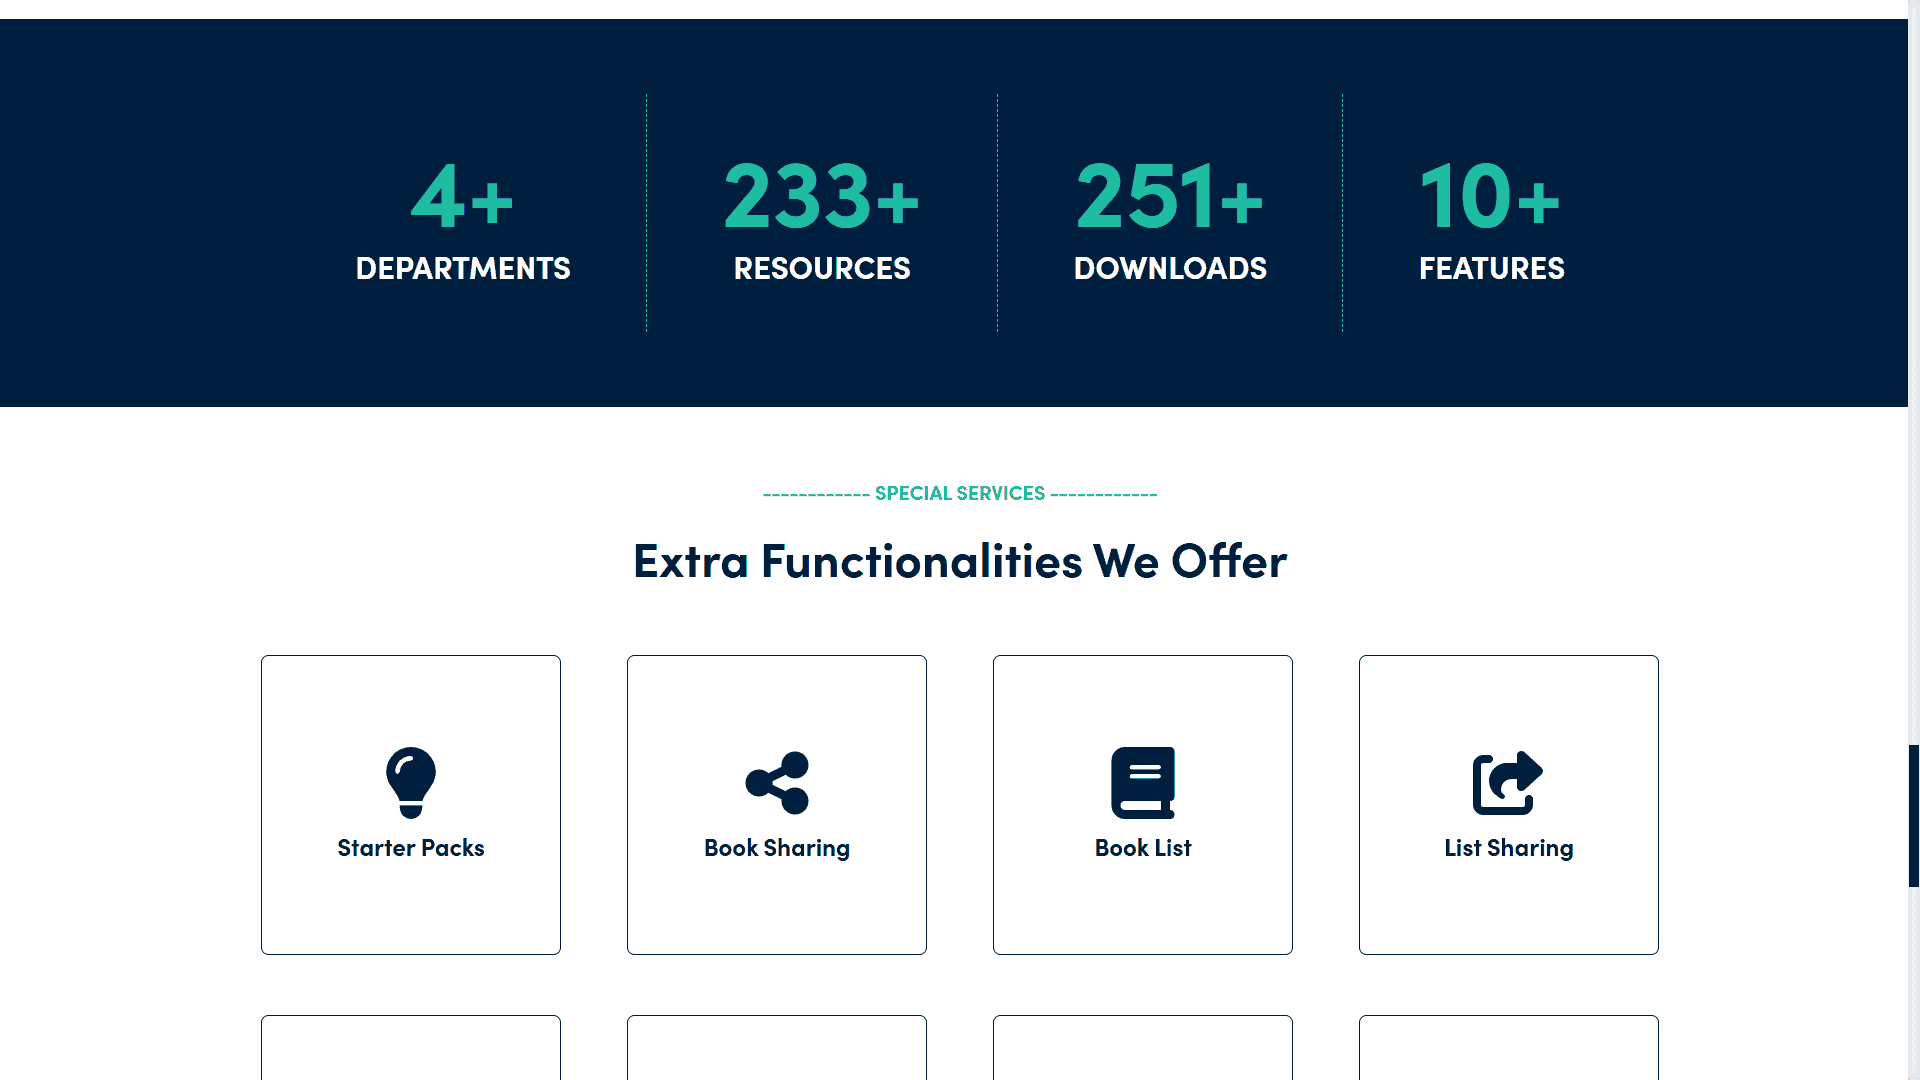 4+ 233+ 251+ 10+
DEPARTMENTS RESOURCES DOWNLOADS FEATURES
------------ SPECIAL SERVICES ------------
Extra Functionalities We Offer
Starter Packs Book Sharing Book List List Sharing